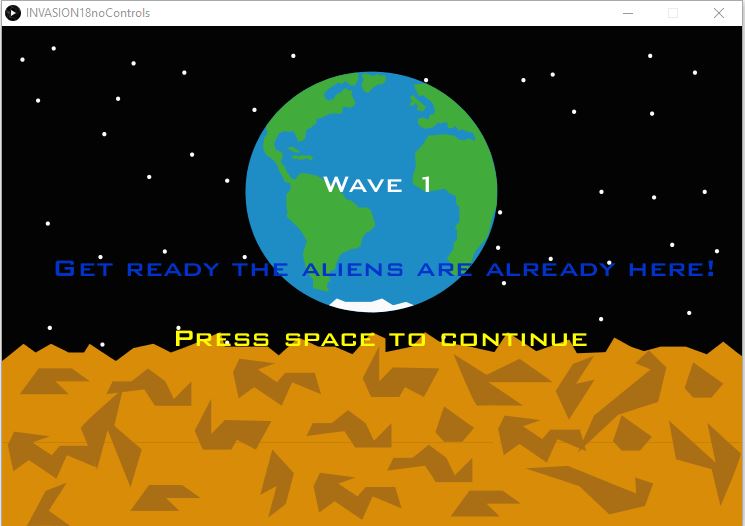 INVASION18noControls
Wave 1
Get ready the aliens are already here!
Press space to continue